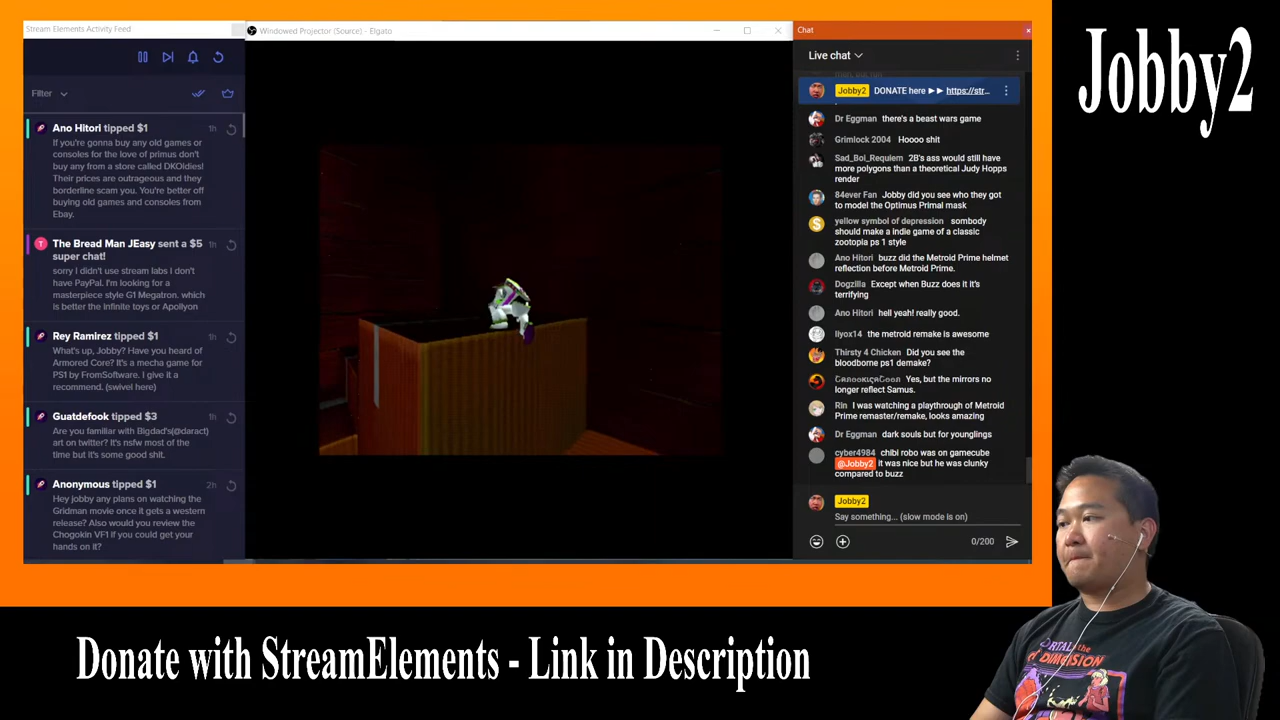 Stream Elements Activity Feed
Filter
Ano Hitori tipped $1
1h
If you're gonna buy any old games or
consoles for the love of primus don't
buy any from a store called DKOldies!
Their prices are outrageous and they
borderline scam you. You're better off
buying old games and consoles from
Ebay.
T
The Bread Man JEasy sent a $5
super chat!
1h
sorry I didn't use stream labs I don't
have PayPal. I'm looking for a
masterpiece style G1 Megatron. which
is better the infinite toys or Apollyon
Rey Ramirez tipped $1
1h
What's up, Jobby? Have you heard of
Armored Core? It's a mecha game for
PS1 by FromSoftware. I give it a
recommend. (swivel here)
Guatdefook tipped $3
1h
Are you familiar with Bigdad's(@daract)
art on twitter? It's nsfw most of the
time but it's some good shit.
Anonymous tipped $1
2h
Hey jobby any plans on watching the
Gridman movie once it gets a western
release? Also would you review the
Chogokin VF1 if you could get your
hands on it?
Windowed Projector (Source) - Elgato
Chat
Live chat
Jobby2 DONATE here ►► https://str...
Dr Eggman there's a beast wars game
Grimlock 2004 Hoooo shit
Sad_Boi_Requiem 2B's ass would still have
more polygons than a theoretical Judy Hopps
render
84ever Fan Jobby did you see who they got
to model the Optimus Primal mask
yellow symbol of depression sombody
should make a indie game of a classic
zootopia ps 1 style
Ano Hitori buzz did the Metroid Prime helmet
reflection before Metroid Prime.
Dogzilla Except when Buzz does it it's
terrifying
Ano Hitori hell yeah! really good.
Ilyox14 the metroid remake is awesome
Thirsty 4 Chicken Did you see the
bloodborne ps1 demake?
Yes, but the mirrors no
longer reflect Samus.
Rin I was watching a playthrough of Metroid
Prime remaster/remake, looks amazing
Dr Eggman dark souls but for younglings
cyber4984 chibi robo was on gamecube
@Jobby2 it was nice but he was clunky
compared to buzz
Jobby2
Say something... (slow mode is on)
0/200
Jobby2
Donate with StreamElements - Link in Description